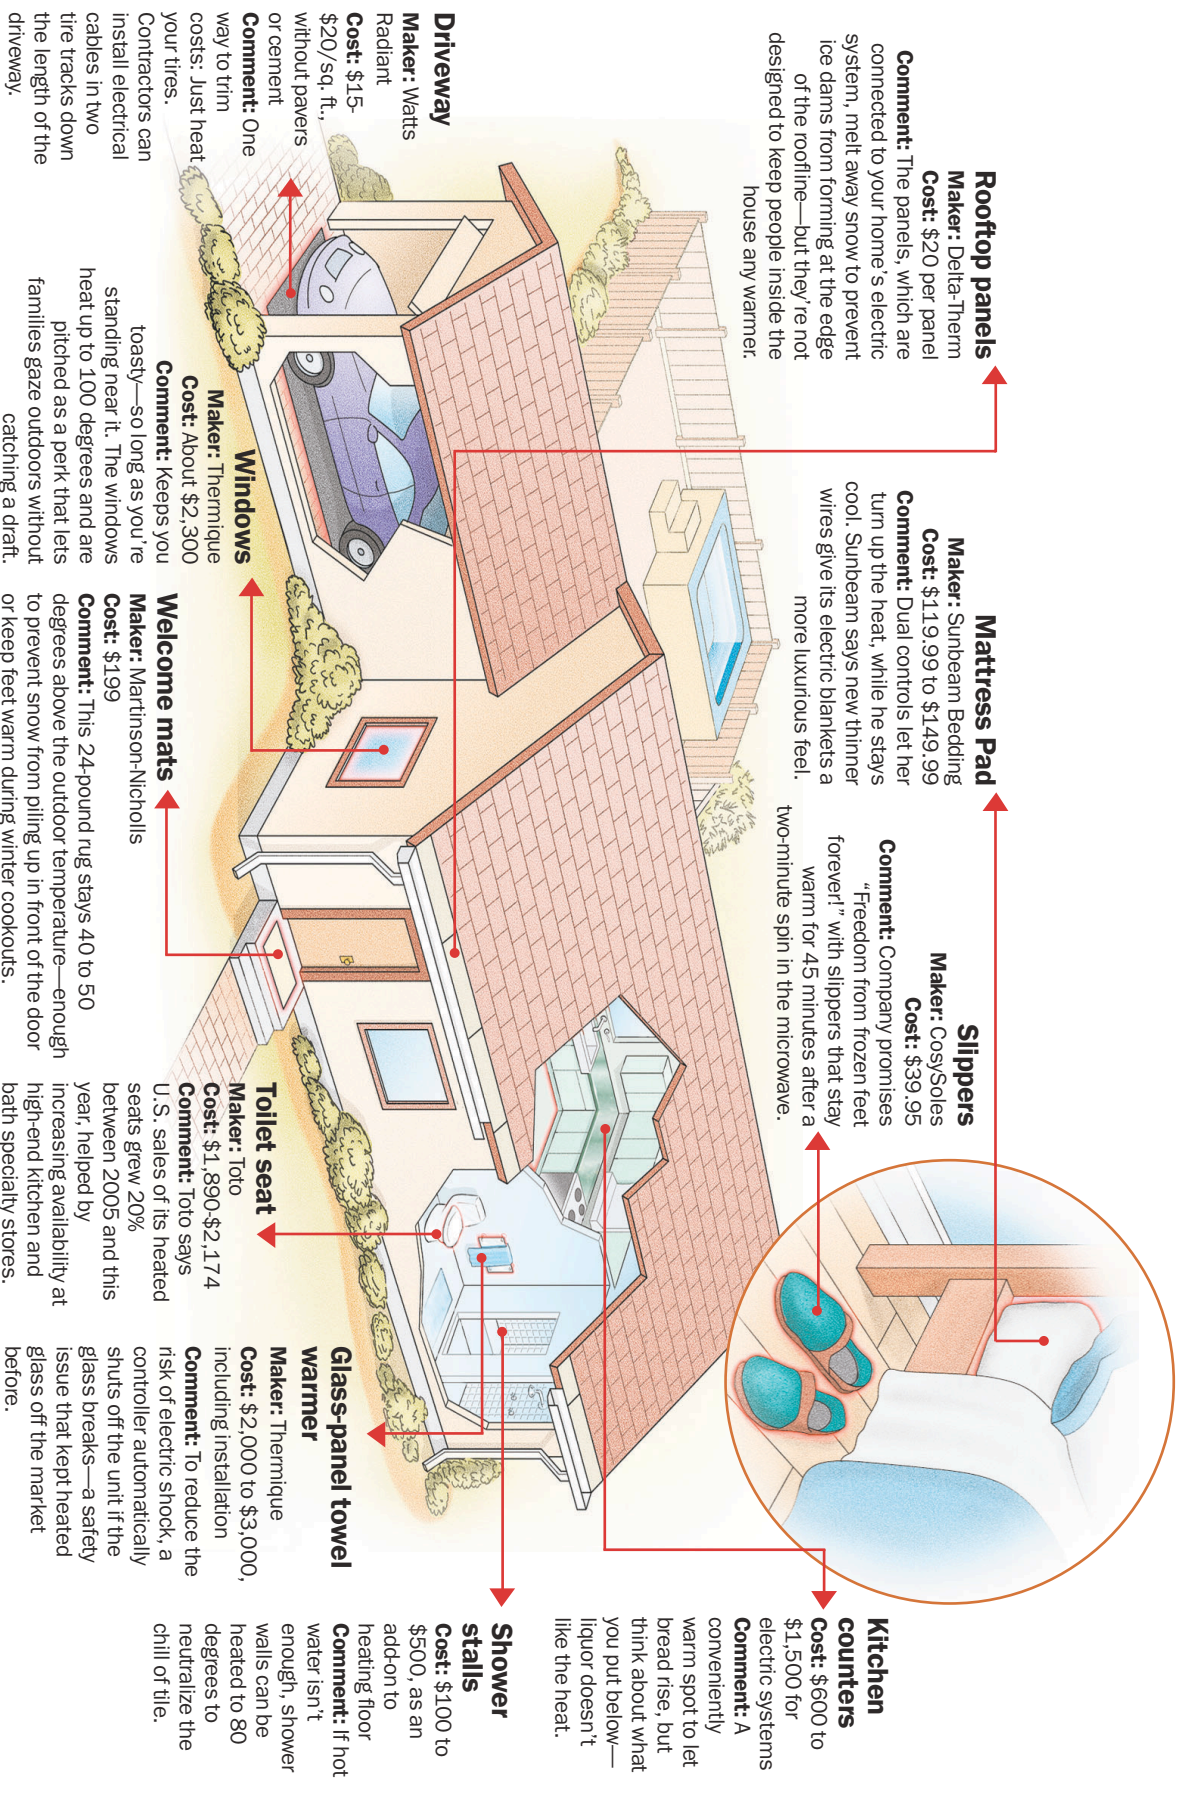 Rooftop panels
Maker: Delta-Therm
Cost: $20 per panel
Comment: The panels, which are
connected to your home's electric
system, melt away snow to prevent
ice dams from forming at the edge
of the roofline—but they're not
designed to keep people inside the
house any warmer.
Mattress Pad
Maker: Sunbeam Bedding
Cost: $119.99 to $149.99
Comment: Dual controls let her
turn up the heat, while he stays
cool. Sunbeam says new thinner
wires give its electric blankets a
more luxurious feel.
Slippers
Maker: CosySoles
Cost: $39.95
Comment: Company promises
“Freedom from frozen feet
forever!” with slippers that stay
warm for 45 minutes after a
two-minute spin in the microwave.
Kitchen
counters
Cost: $600 to
$1,500 for
electric systems
Comment: A
conveniently
warm spot to let
bread rise, but
think about what
you put below—
liquor doesn't
like the heat.
Driveway
Maker: Watts
Radiant
Cost: $15-
$20/sq. ft.,
without pavers
or cement
Comment: One
way to trim
costs: Just heat
your tires.
Contractors can
install electrical
cables in two
tire tracks down
the length of the
driveway.
Windows
Maker: Thermique
Cost: About $2,300
Comment: Keeps you
toasty—so long as you're
standing near it. The windows
heat up to 100 degrees and are
pitched as a perk that lets
families gaze outdoors without
catching a draft.
Welcome mats
Maker: Martinson-Nicholls
Cost: $199
Comment: This 24-pound rug stays 40 to 50
degrees above the outdoor temperature—enough
to prevent snow from piling up in front of the door
or keep feet warm during winter cookouts.
Toilet seat
Maker: Toto
Cost: $1,890-$2,174
Comment: Toto says
U.S. sales of its heated
seats grew 20%
between 2005 and this
year, helped by
increasing availability at
high-end kitchen and
bath specialty stores.
Glass-panel towel
warmer
Maker: Thermique
Cost: $2,000 to $3,000,
including installation
Comment: To reduce the
risk of electric shock, a
controller automatically
shuts off the unit if the
glass breaks—a safety
issue that kept heated
glass off the market
before.
Shower
stalls
Cost: $100 to
$500, as an
add-on to
heating floor
Comment: If hot
water isn't
enough, shower
walls can be
heated to 80
degrees to
neutralize the
chill of tile.